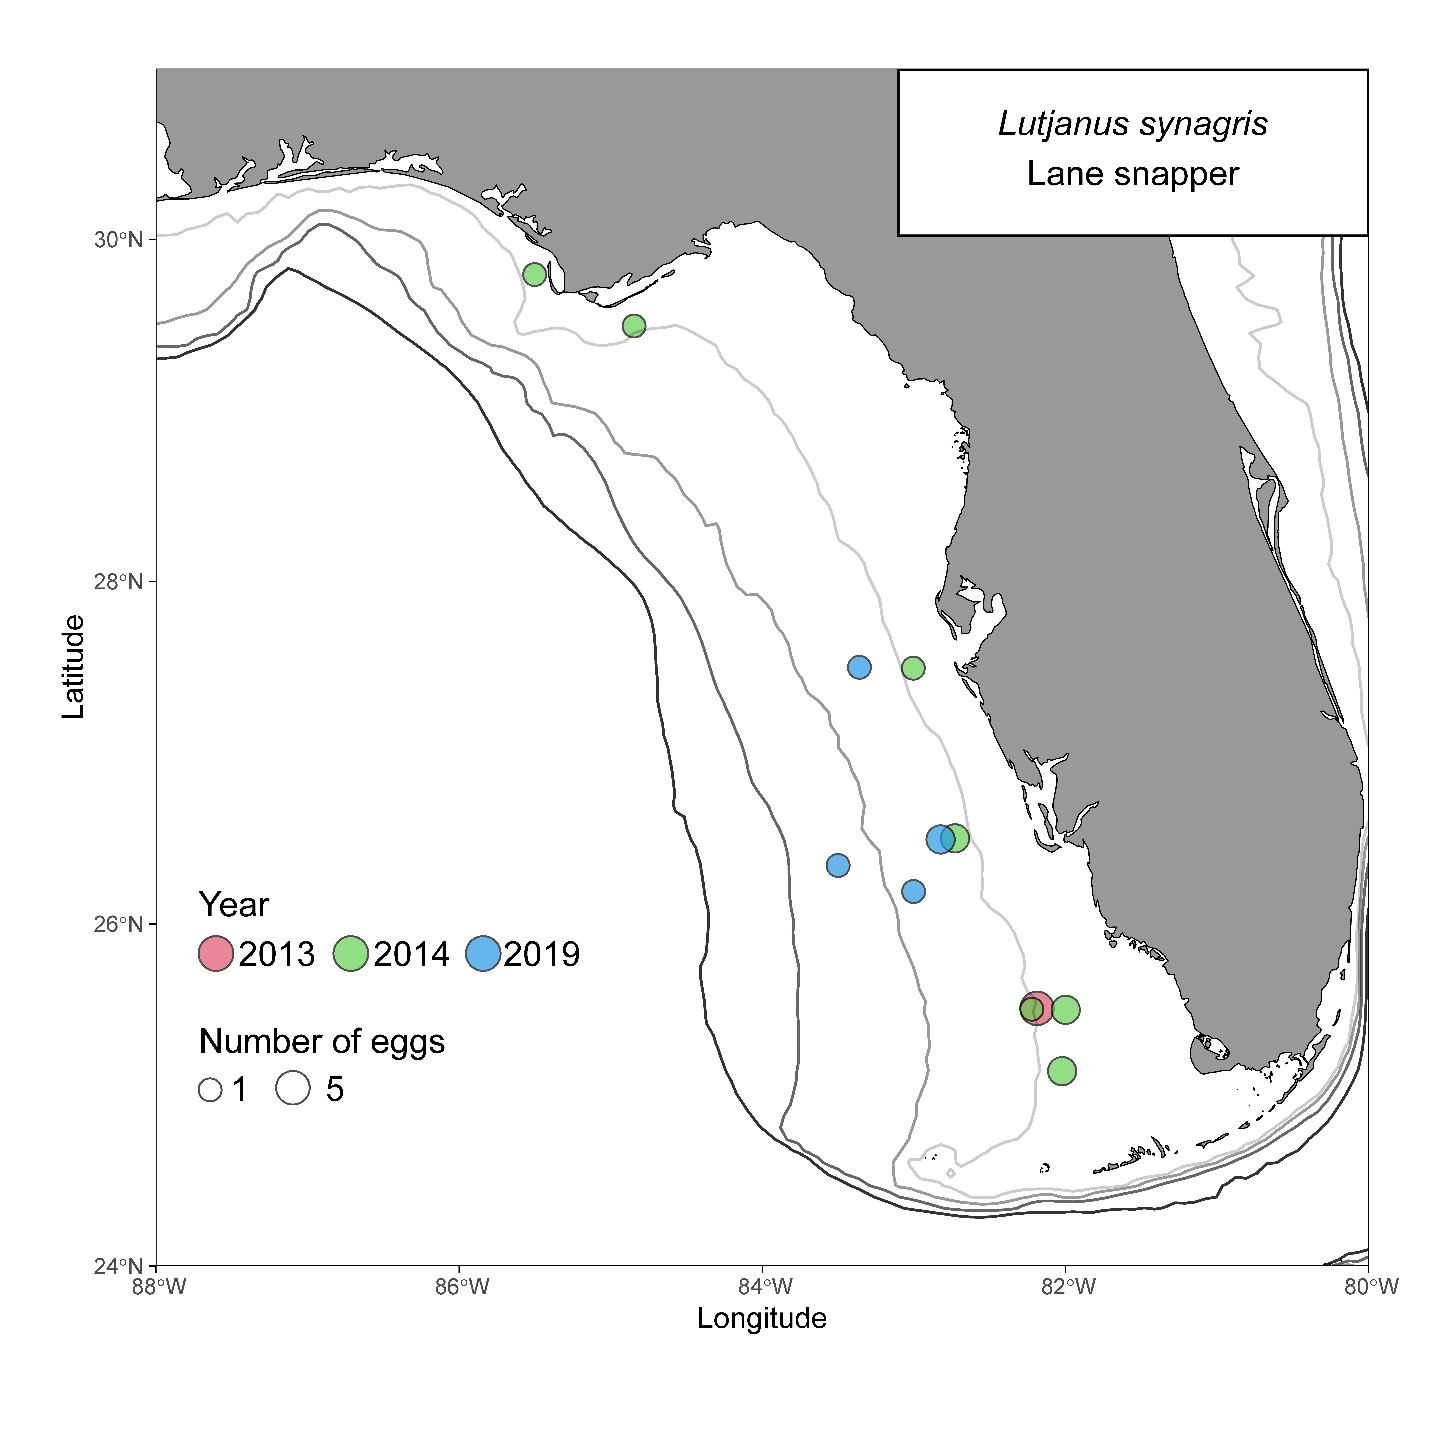 Lutjanus synagris
Lane snapper
30°N
28°N
26°N
24°N
Latitude
Year
2013 2014 2019
Number of eggs
1 5
88°W 86°W 84°W 82°W 80°W
Longitude